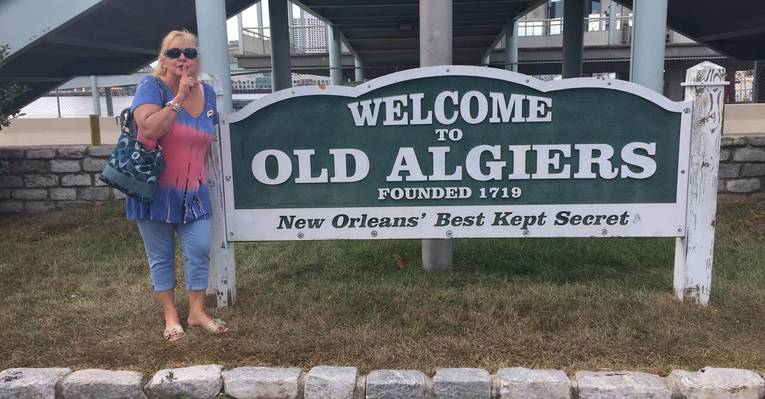 WELCOME
TO
OLD ALGIERS
FOUNDED 1719
New Orleans' Best Kept Secret